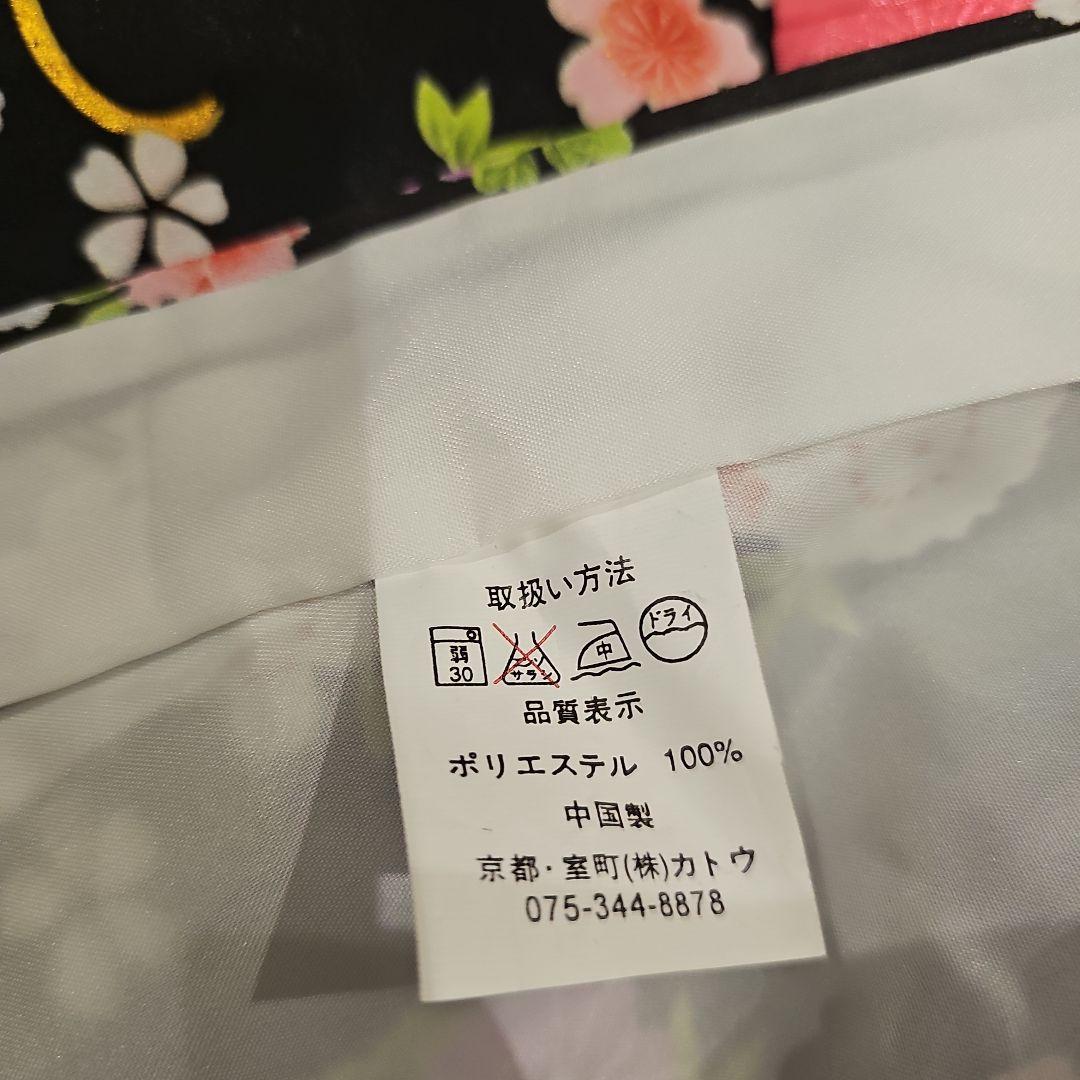 取扱い方法
弱 30 サラシ 中 ドライ
品質表示
ポリエステル 100%
中国製
京都・室町(株)カトウ
075-344-8878